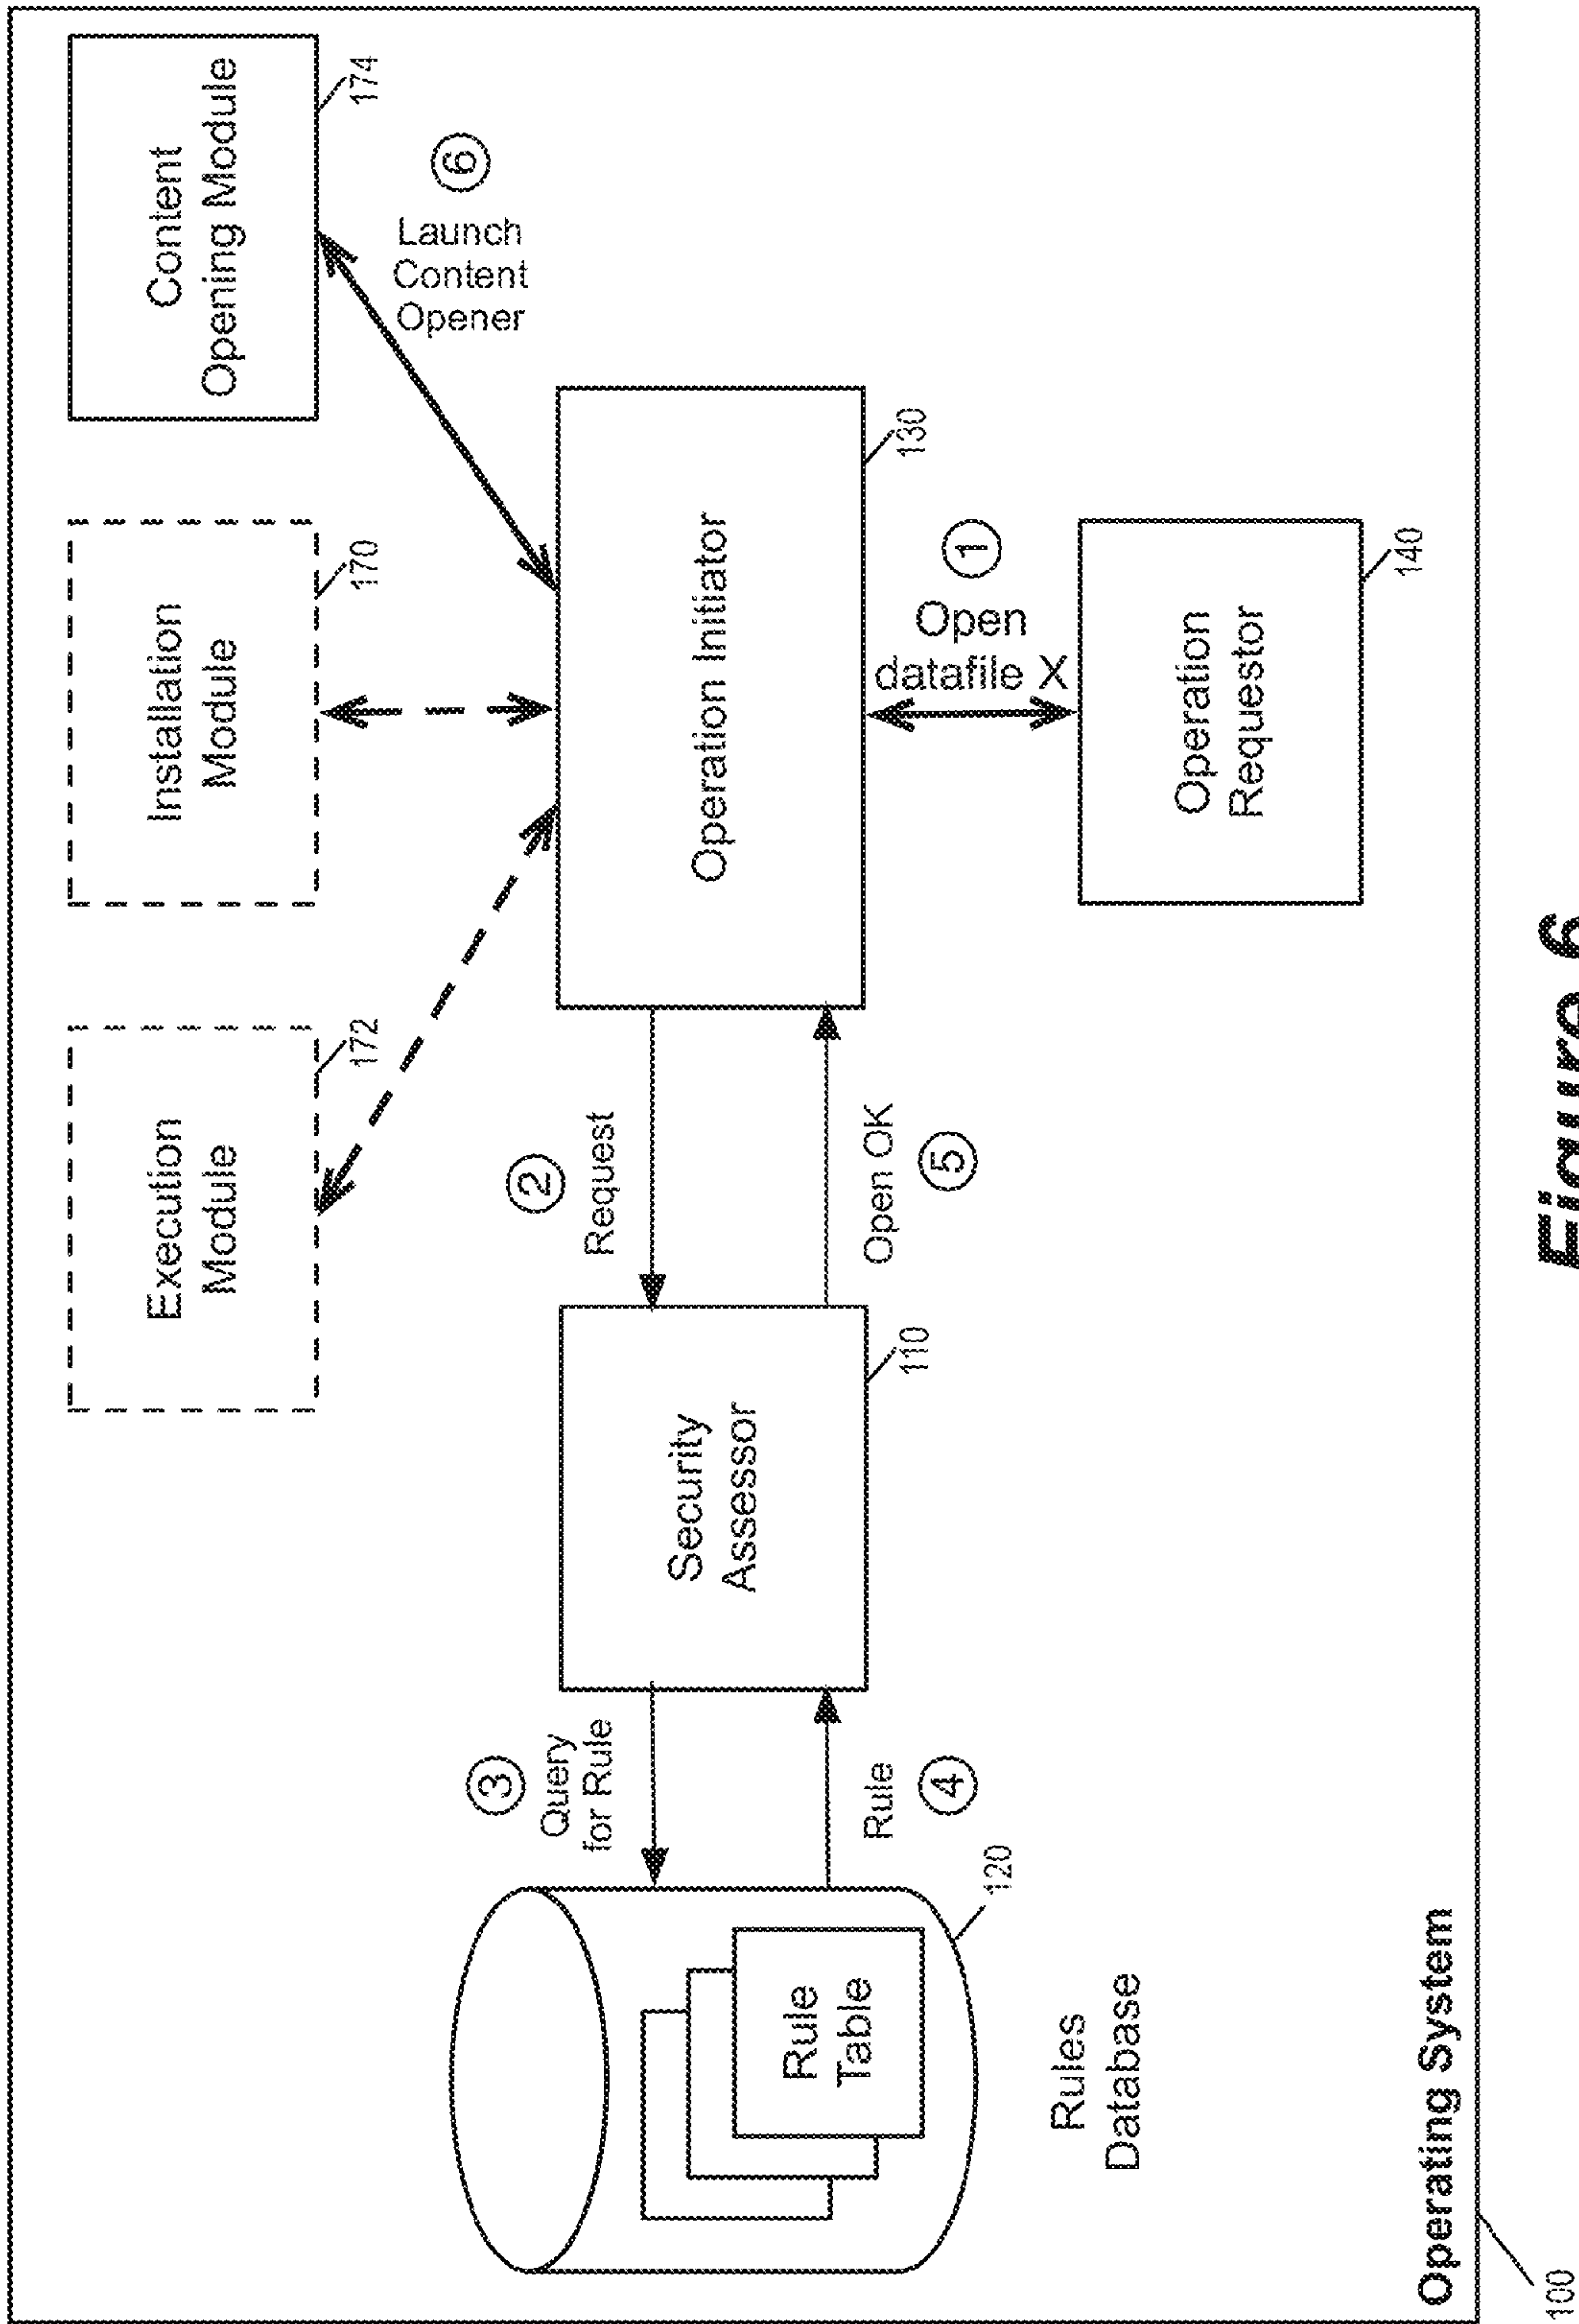 Execution
Module
172
Installation
Module
170
Content
Opening Module
174
6
Launch
Content
Opener
3
Query
for Rule
2
Request
Rule
Table
120
Rules
Database
Rule
4
Security
Assessor
110
Open OK
5
Operation Initiator
130
Open
datafile X
1
Operation
Requestor
140
Operating System
100
Figure 6